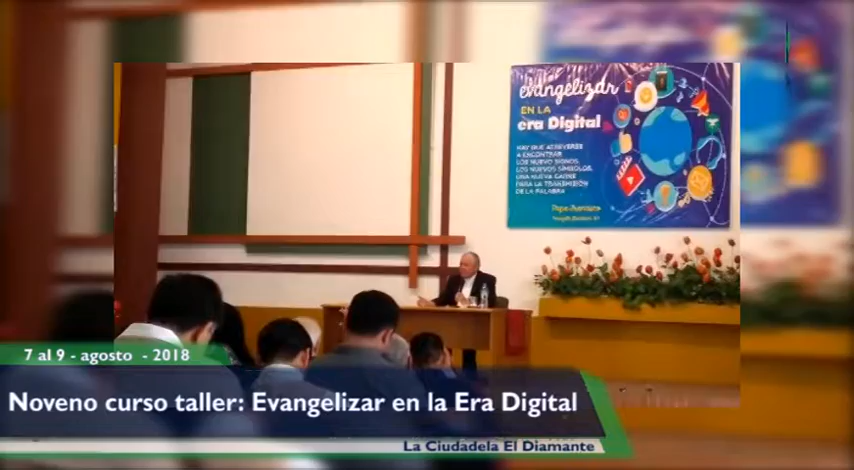 evangelizar
EN LA
era Digital
HAY QUE ATREVERSE
A ENCONTRAR
LOS NUEVO SIGNOS,
LOS NUEVOS SÍMBOLOS,
UNA NUEVA CARNE
PARA LA TRANSMISIÓN
DE LA PALABRA
Papa Francisco
7 al 9 - agosto - 2018
Noveno curso taller: Evangelizar en la Era Digital
La Ciudadela El Diamante